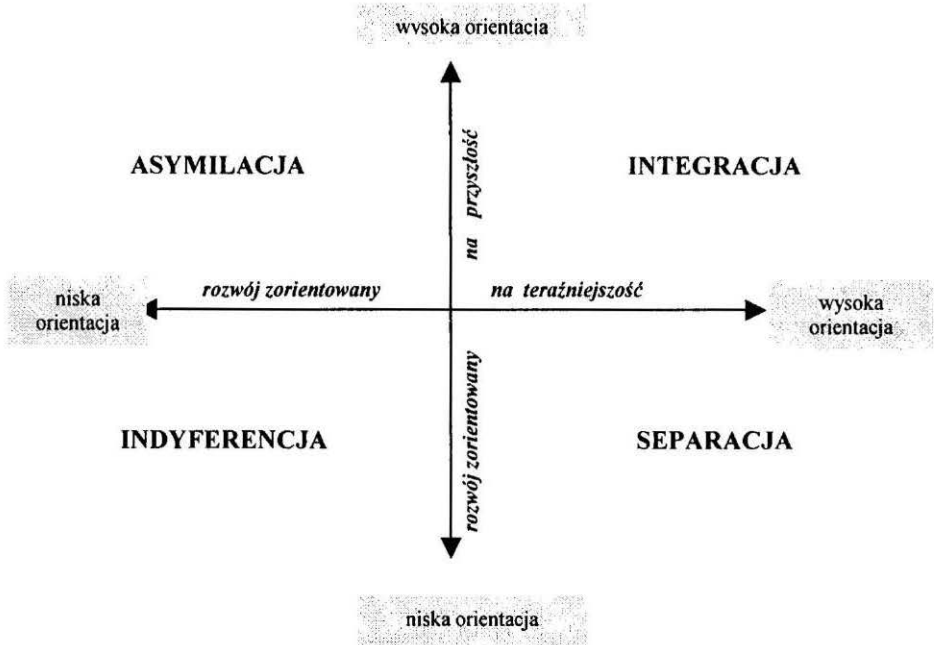 wysoka orientacja
ASYMILACJA
na przyszłość
INTEGRACJA
niska
orientacja
rozwój zorientowany
na teraźniejszość
wysoka
orientacja
INDYFERENCJA
rozwój zorientowany
SEPARACJA
niska orientacja